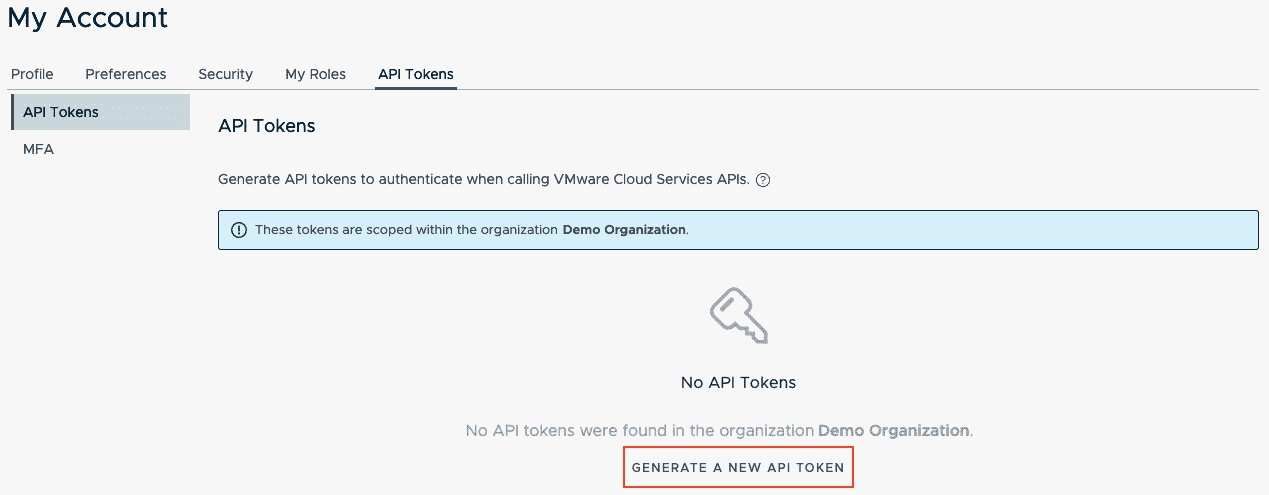 My Account
Profile Preferences Security My Roles API Tokens
API Tokens
MFA
API Tokens
Generate API tokens to authenticate when calling VMware Cloud Services APIs. ?
These tokens are scoped within the organization Demo Organization.
No API Tokens
No API tokens were found in the organization Demo Organization.
GENERATE A NEW API TOKEN